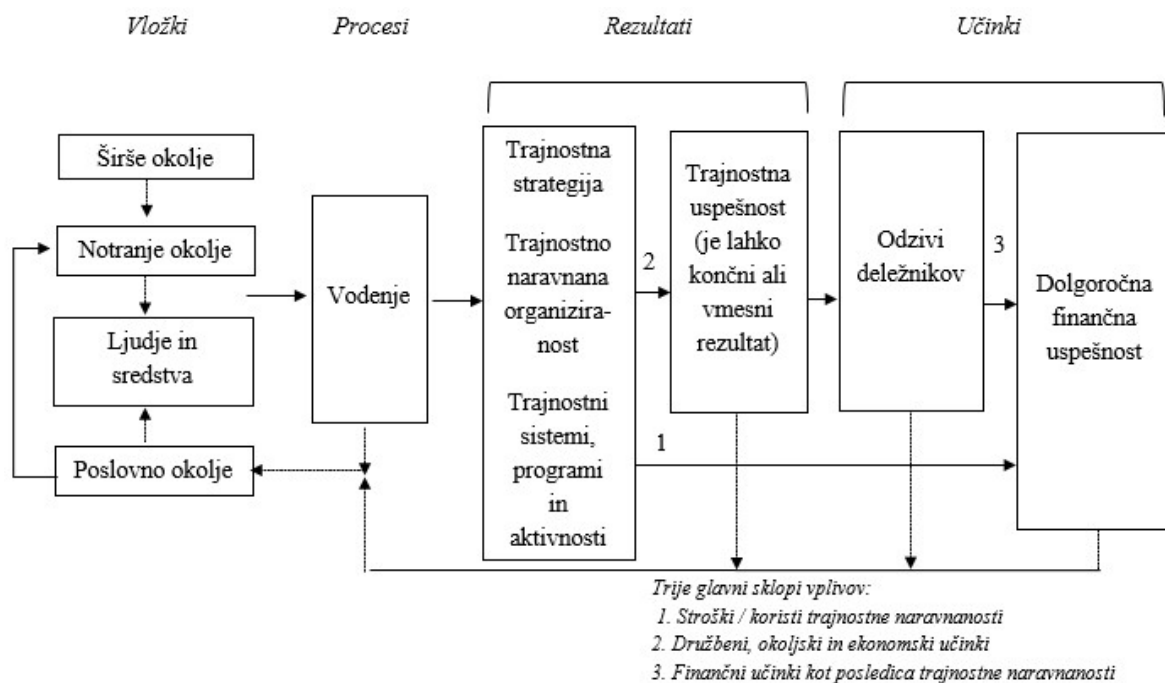 Vložki
Procesi
Rezultati
Učinki
Širše okolje
Notranje okolje
Ljudje in
sredstva
Poslovno okolje
Vodenje
Trajnostna
strategija
Trajnostno
naravnana
organizira-
nost
Trajnostni
sistemi,
programi
in
aktivnosti
2
1
Trajnostna
uspešnost
(je lahko
končni ali
vmesni
rezultat)
Odzivi
deležnikov
3
Dolgoročna
finančna
uspešnost
Trije glavni sklopi vplivov:
1. Stroški / koristi trajnostne naravnanosti
2. Družbeni, okoljski in ekonomski učinki
3. Finančni učinki kot posledica trajnostne naravnanosti